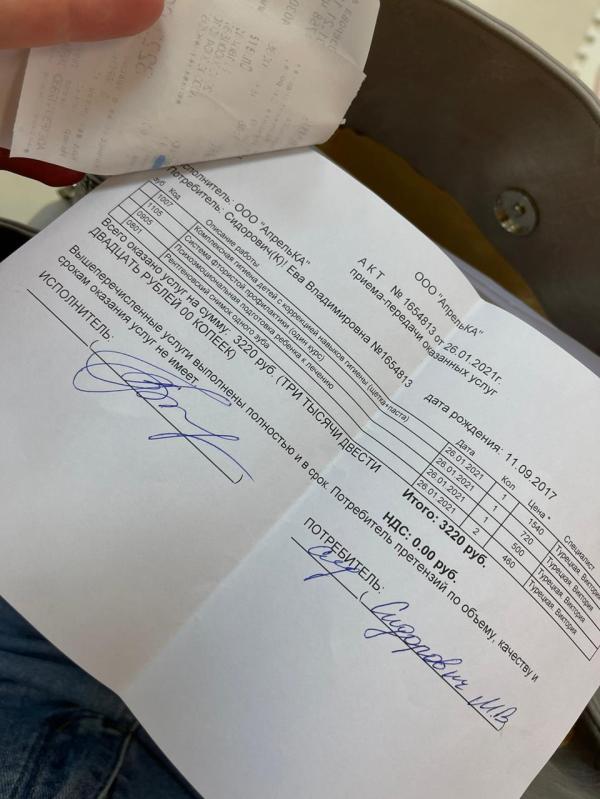 ООО "АпрельКА"
А К Т № 1654813 от 26.01.2021г.
приема-передачи оказанных услуг
Исполнитель: ООО "АпрельКА"
Потребитель: Сидорович(К)! Ева Владимировна №1654813 дата рождения: 11.09.2017
Зуб Код Описание работы Дата Кол Цена * Специалист
1007 Комплексная гигиена детей с коррекцией навыков гигиены (щетка+паста) 26.01.2021 1 1540 Турецкая. Виктория
1105 Система фтористой профилактики (один курс) 26.01.2021 1 720 Турецкая. Виктория
0905 Психоэмоциональная подготовка ребенка к лечению 26.01.2021 1 500 Турецкая. Виктория
0801 Рентгеновский снимок одного зуба 26.01.2021 2 460 Турецкая. Виктория
Итого: 3220 руб.
НДС: 0.00 руб.
Всего оказано услуг на сумму: 3220 руб. (ТРИ ТЫСЯЧИ ДВЕСТИ
ДВАДЦАТЬ РУБЛЕЙ 00 КОПЕЕК)
Вышеперечисленные услуги выполнены полностью и в срок. Потребитель претензий по объему, качеству и
срокам оказания услуг не имеет.
ИСПОЛНИТЕЛЬ: ПОТРЕБИТЕЛЬ:
Сидорович М.В